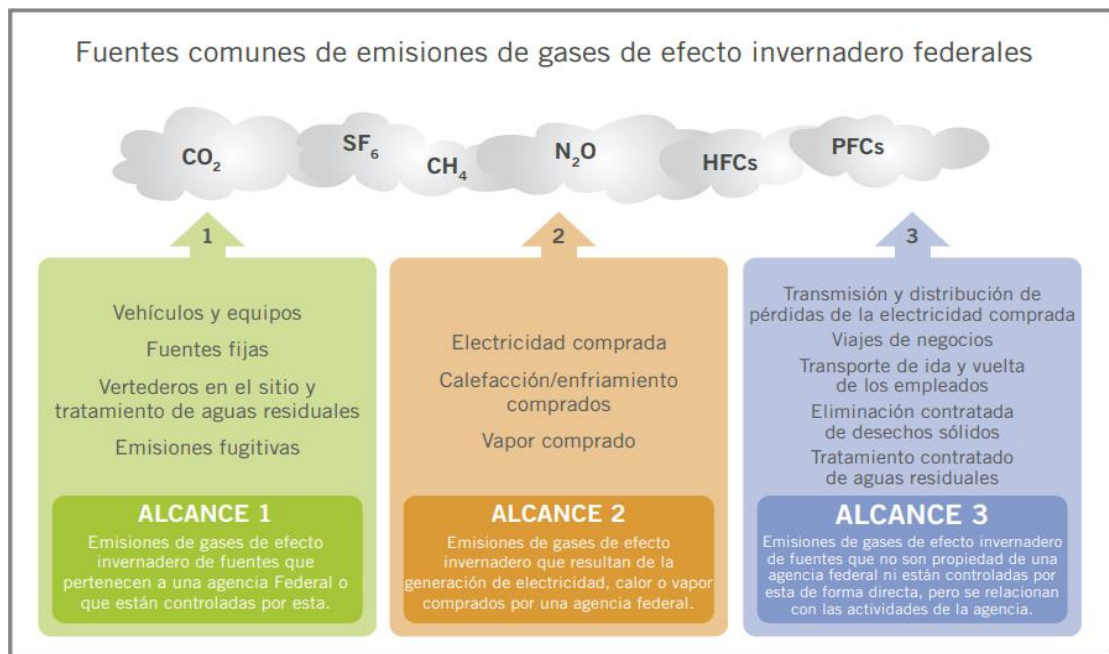 Fuentes comunes de emisiones de gases de efecto invernadero federales
CO₂
SF₆
CH₄
N₂O
HFCs
PFCs
1
Vehículos y equipos
Fuentes fijas
Vertederos en el sitio y
tratamiento de aguas residuales
Emisiones fugitivas
ALCANCE 1
Emisiones de gases de efecto
invernadero de fuentes que
pertenecen a una agencia Federal o
que están controladas por esta.
2
Electricidad comprada
Calefacción/enfriamiento
comprados
Vapor comprado
ALCANCE 2
Emisiones de gases de efecto
invernadero que resultan de la
generación de electricidad, calor o vapor
comprados por una agencia federal.
3
Transmisión y distribución de
pérdidas de la electricidad comprada
Viajes de negocios
Transporte de ida y vuelta
de los empleados
Eliminación contratada
de desechos sólidos
Tratamiento contratado
de aguas residuales
ALCANCE 3
Emisiones de gases de efecto invernadero
de fuentes que no son propiedad de una
agencia federal ni están controladas por
esta de forma directa, pero se relacionan
con las actividades de la agencia.